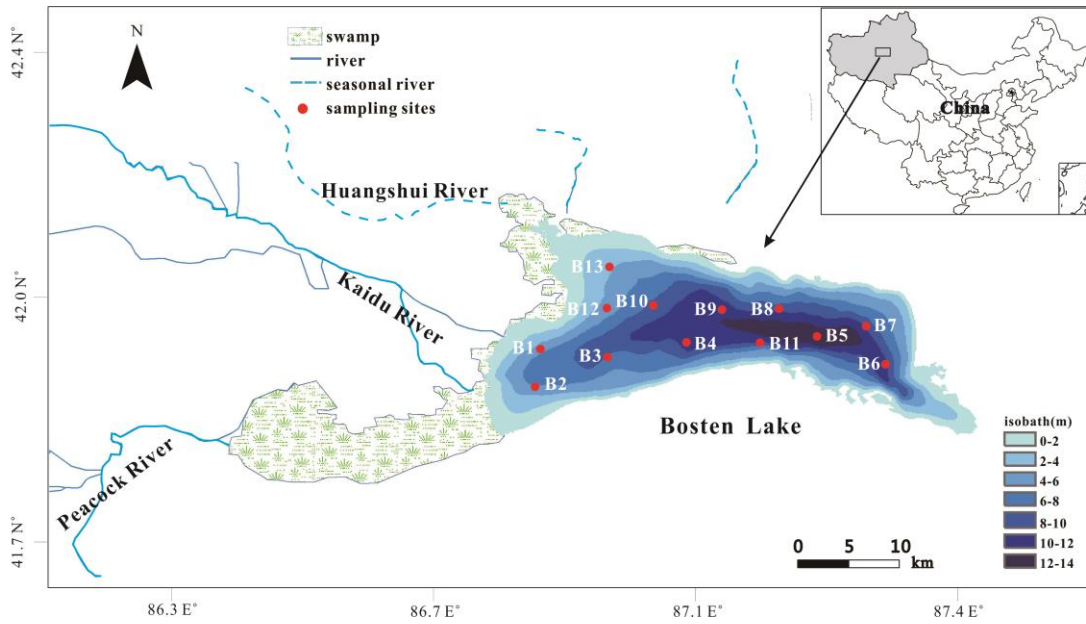 N
swamp
river
seasonal river
sampling sites
China
42.4 N°
42.0 N°
41.7 N°
Huangshui River
Kaidu River
Peacock River
Bosten Lake
B13
B12
B10
B9
B8
B7
B1
B3
B4
B11
B5
B6
B2
isobath(m)
0-2
2-4
4-6
6-8
8-10
10-12
12-14
0 5 10
km
86.3 E°
86.7 E°
87.1 E°
87.4 E°